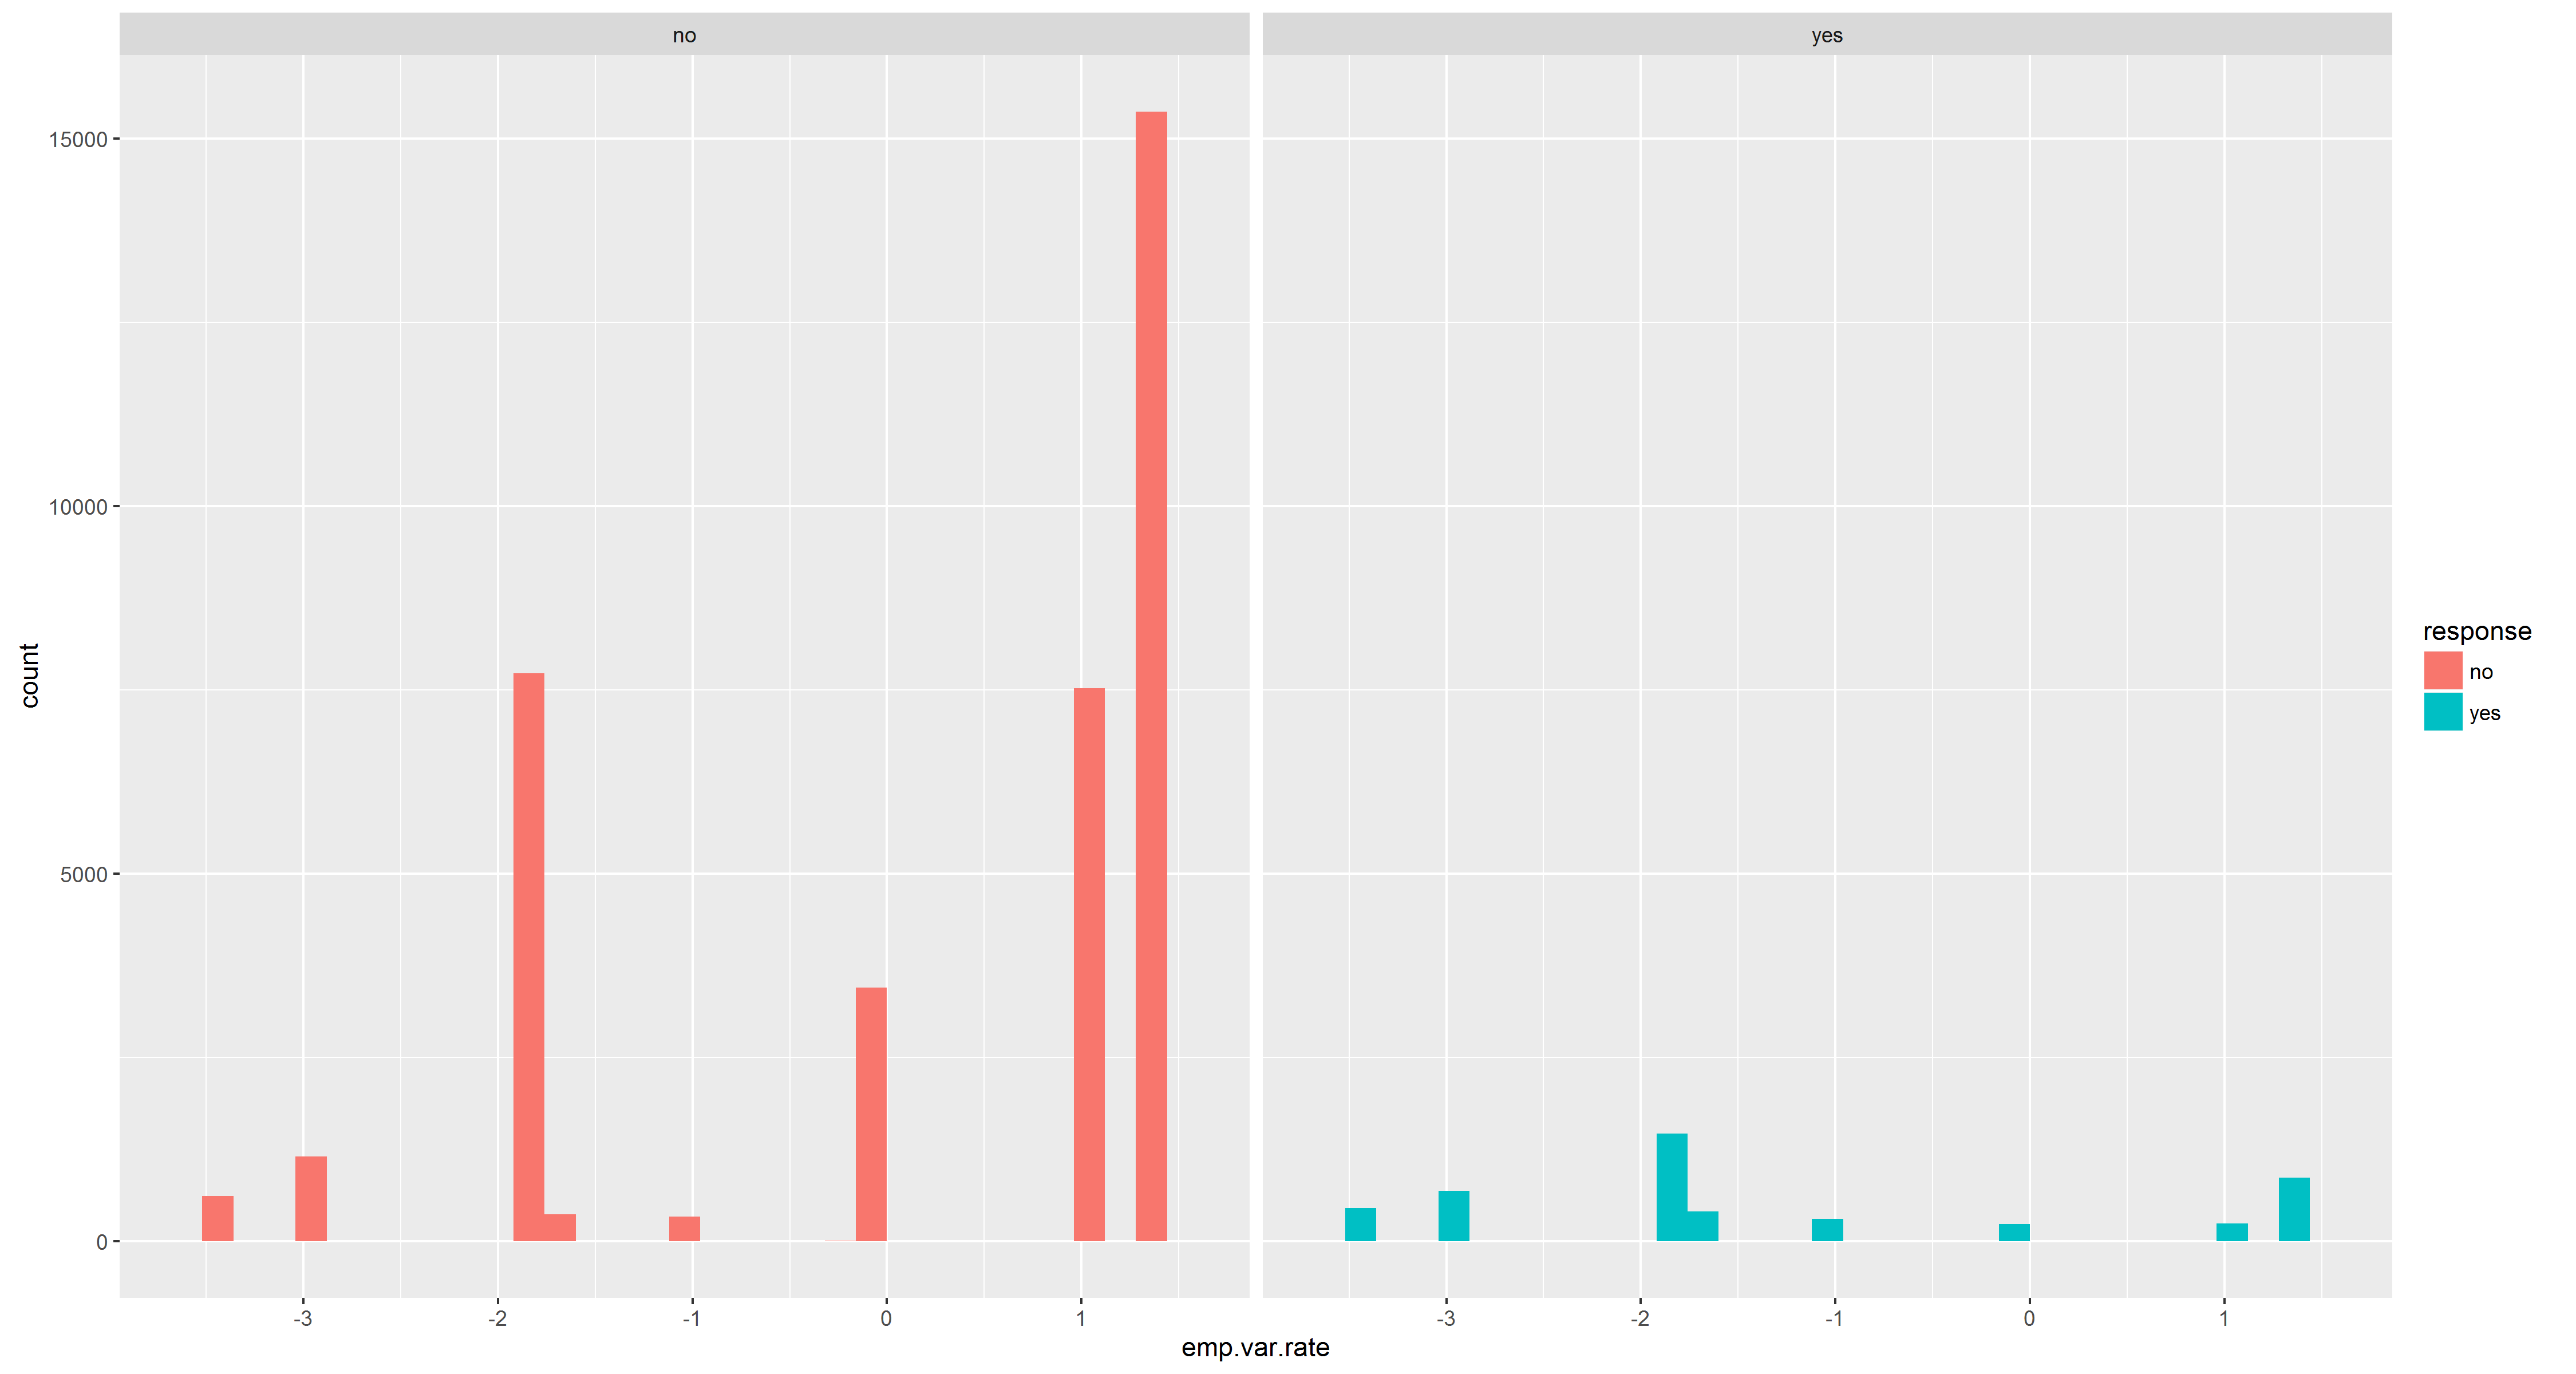 no
yes
15000
10000
5000
0
count
-3
-2
-1
0
1
-3
-2
-1
0
1
emp.var.rate
response
no
yes